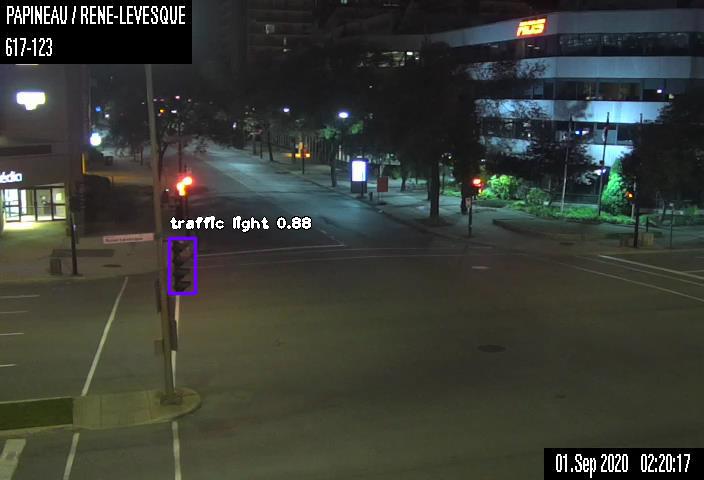 PAPINEAU / RENE-LEVESQUE
617-123
traffic light 0.88
01.Sep 2020 02:20:17